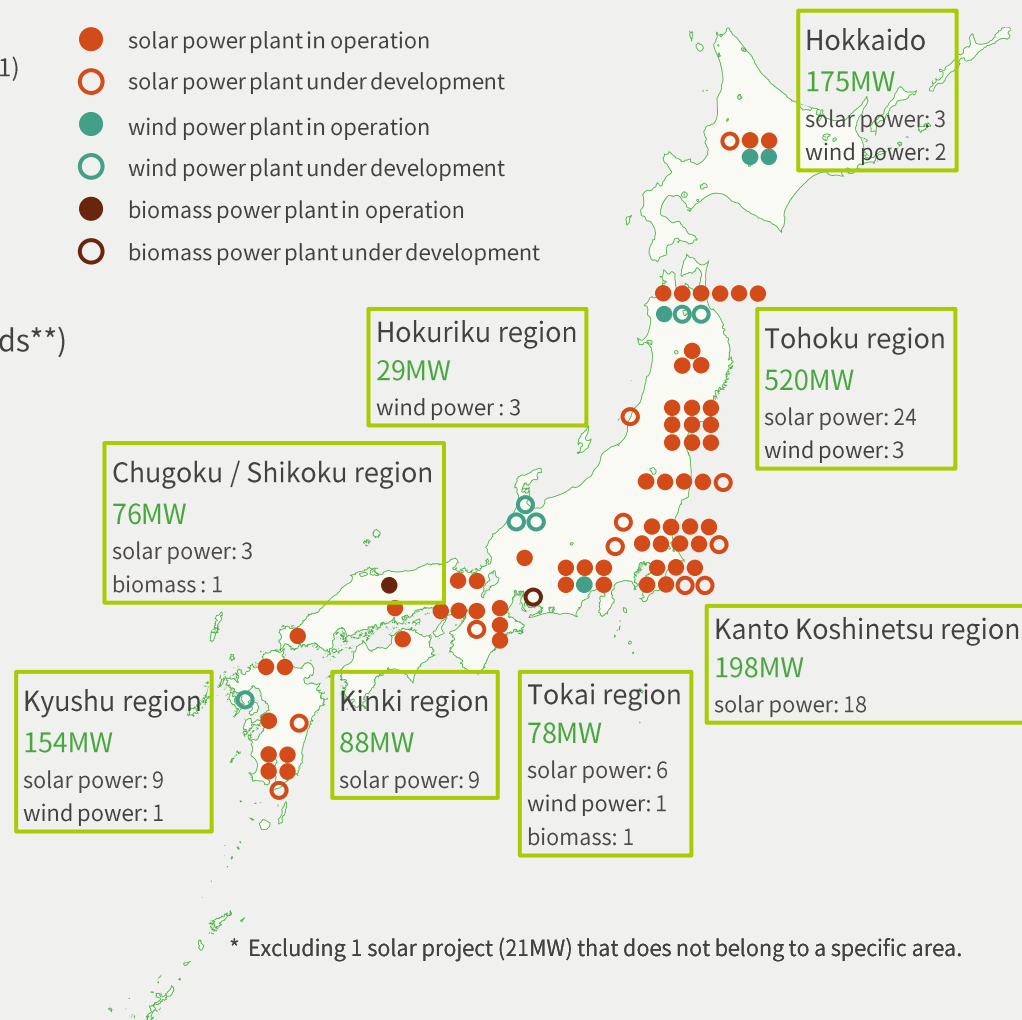 1)
solar power plant in operation
solar power plant under development
wind power plant in operation
wind power plant under development
biomass power plant in operation
biomass power plant under development
ds**)
Hokkaido
175MW
solar power: 3
wind power: 2
Hokuriku region
29MW
wind power : 3
Tohoku region
520MW
solar power: 24
wind power: 3
Chugoku / Shikoku region
76MW
solar power: 3
biomass : 1
Kanto Koshinetsu region
198MW
solar power: 18
Kyushu region
154MW
solar power: 9
wind power: 1
Kinki region
88MW
solar power: 9
Tokai region
78MW
solar power: 6
wind power: 1
biomass: 1
* Excluding 1 solar project (21MW) that does not belong to a specific area.